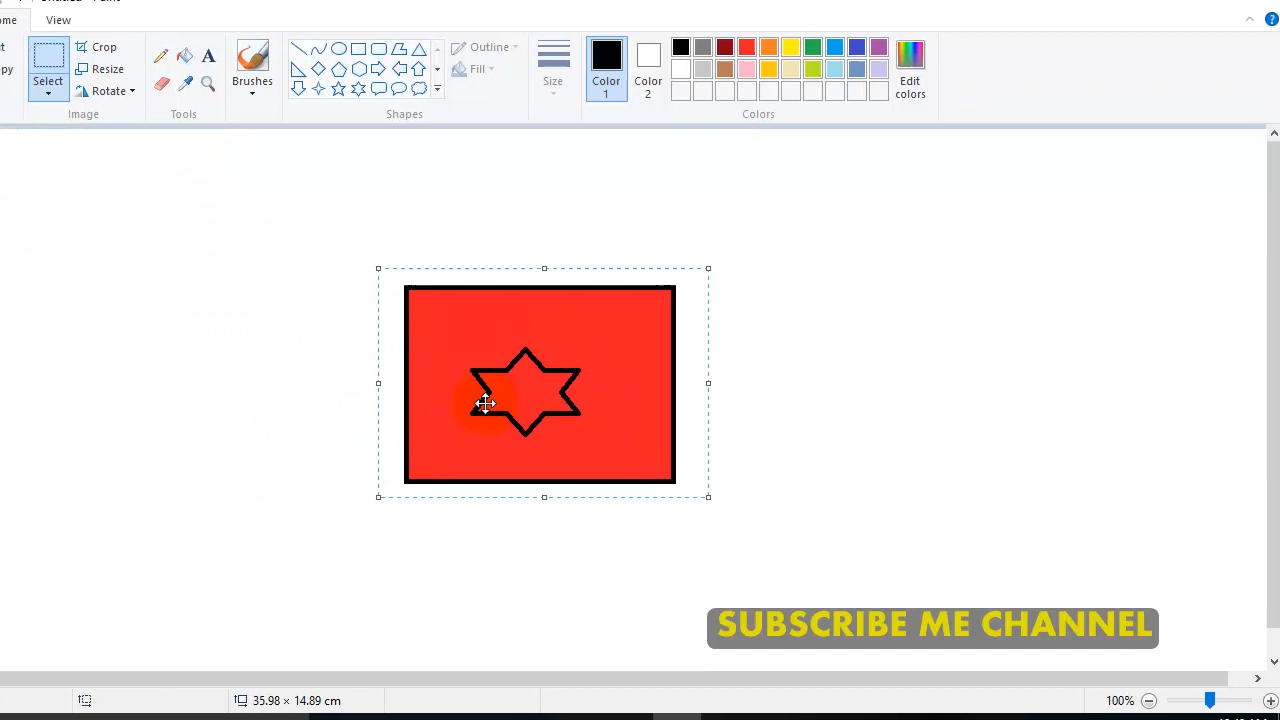 View
Select
Crop
Resize
Rotate
Image
Tools
Brushes
Shapes
Outline
Fill
Size
Color
1
Color
2
Edit
colors
Colors
SUBSCRIBE ME CHANNEL
35.98 × 14.89 cm
100%